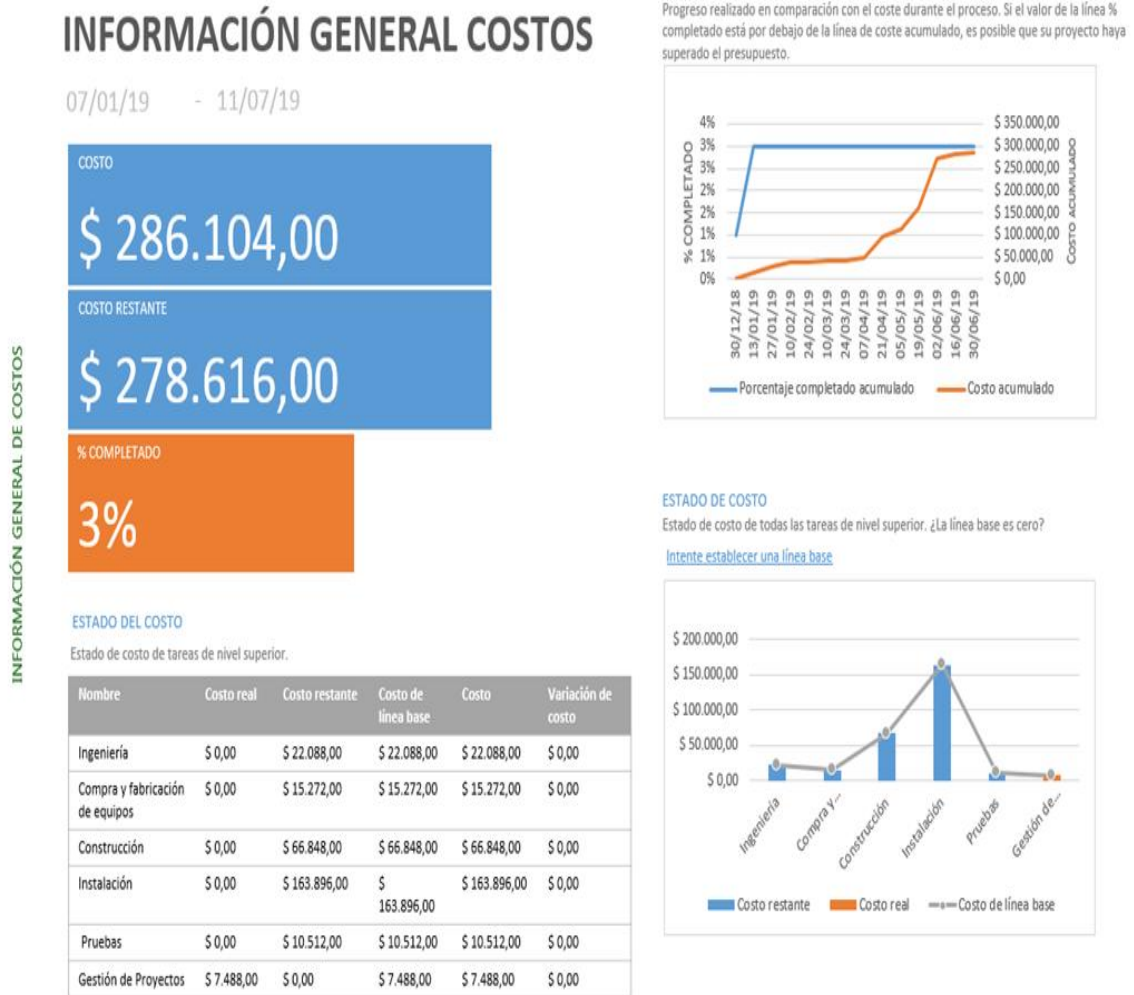 INFORMACIÓN GENERAL DE COSTOS
INFORMACIÓN GENERAL COSTOS
07/01/19 - 11/07/19
COSTO
$ 286.104,00
COSTO RESTANTE
$ 278.616,00
% COMPLETADO
3%
ESTADO DEL COSTO
Estado de costo de tareas de nivel superior.
Nombre Costo real Costo restante Costo de línea base Costo Variación de costo
Ingeniería $ 0,00 $ 22.088,00 $ 22.088,00 $ 22.088,00 $ 0,00
Compra y fabricación de equipos $ 0,00 $ 15.272,00 $ 15.272,00 $ 15.272,00 $ 0,00
Construcción $ 0,00 $ 66.848,00 $ 66.848,00 $ 66.848,00 $ 0,00
Instalación $ 0,00 $ 163.896,00 $ 163.896,00 $ 163.896,00 $ 0,00
Pruebas $ 0,00 $ 10.512,00 $ 10.512,00 $ 10.512,00 $ 0,00
Gestión de Proyectos $ 7.488,00 $ 0,00 $ 7.488,00 $ 7.488,00 $ 0,00
Progreso realizado en comparación con el coste durante el proceso. Si el valor de la línea %
completado está por debajo de la línea de coste acumulado, es posible que su proyecto haya
superado el presupuesto.
% COMPLETADO
4%
3%
3%
2%
2%
1%
1%
0%
$ 350.000,00
$ 300.000,00
$ 250.000,00
$ 200.000,00
$ 150.000,00
$ 100.000,00
$ 50.000,00
$ 0,00
COSTO ACUMULADO
30/12/18
13/01/19
27/01/19
10/02/19
24/02/19
10/03/19
24/03/19
07/04/19
21/04/19
05/05/19
19/05/19
02/06/19
16/06/19
30/06/19
Porcentaje completado acumulado Costo acumulado
ESTADO DE COSTO
Estado de costo de todas las tareas de nivel superior. ¿La línea base es cero?
Intente establecer una línea base
$ 200.000,00
$ 150.000,00
$ 100.000,00
$ 50.000,00
$ 0,00
Ingeniería
Compra y...
Construcción
Instalación
Pruebas
Gestión de...
Costo restante Costo real Costo de línea base